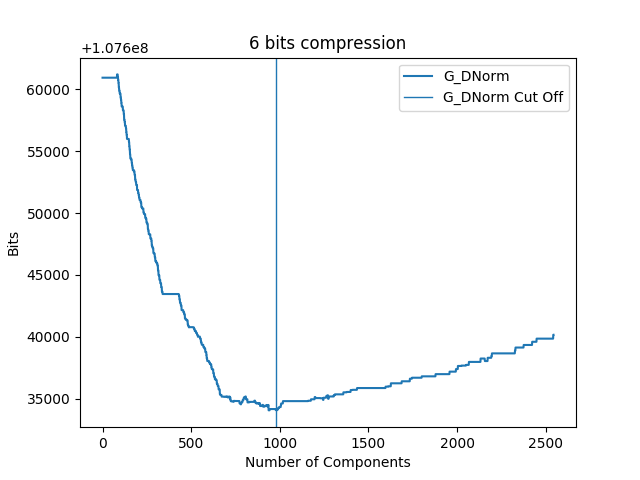 6 bits compression
+1.076e8
G_DNorm
G_DNorm Cut Off
60000
55000
50000
45000
40000
35000
Bits
0 500 1000 1500 2000 2500
Number of Components